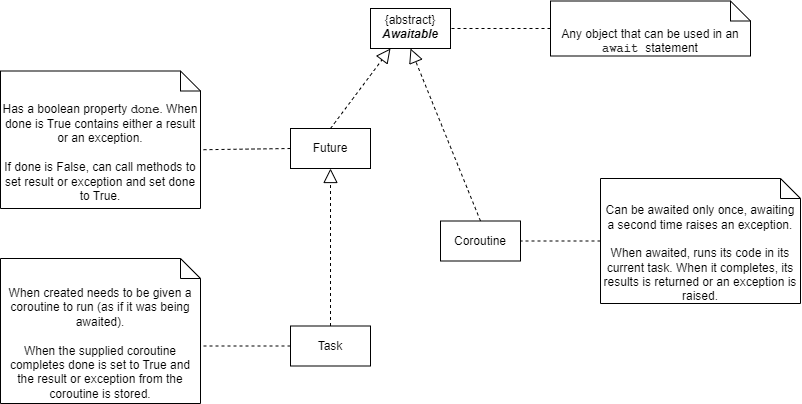 {abstract}
Awaitable
Any object that can be used in an
await statement
Has a boolean property done. When
done is True contains either a result
or an exception.
If done is False, can call methods to
set result or exception and set done
to True.
Future
Can be awaited only once, awaiting
a second time raises an exception.
When awaited, runs its code in its
current task. When it completes, its
results is returned or an exception is
raised.
Coroutine
When created needs to be given a
coroutine to run (as if it was being
awaited).
When the supplied coroutine
completes done is set to True and
the result or exception from the
coroutine is stored.
Task